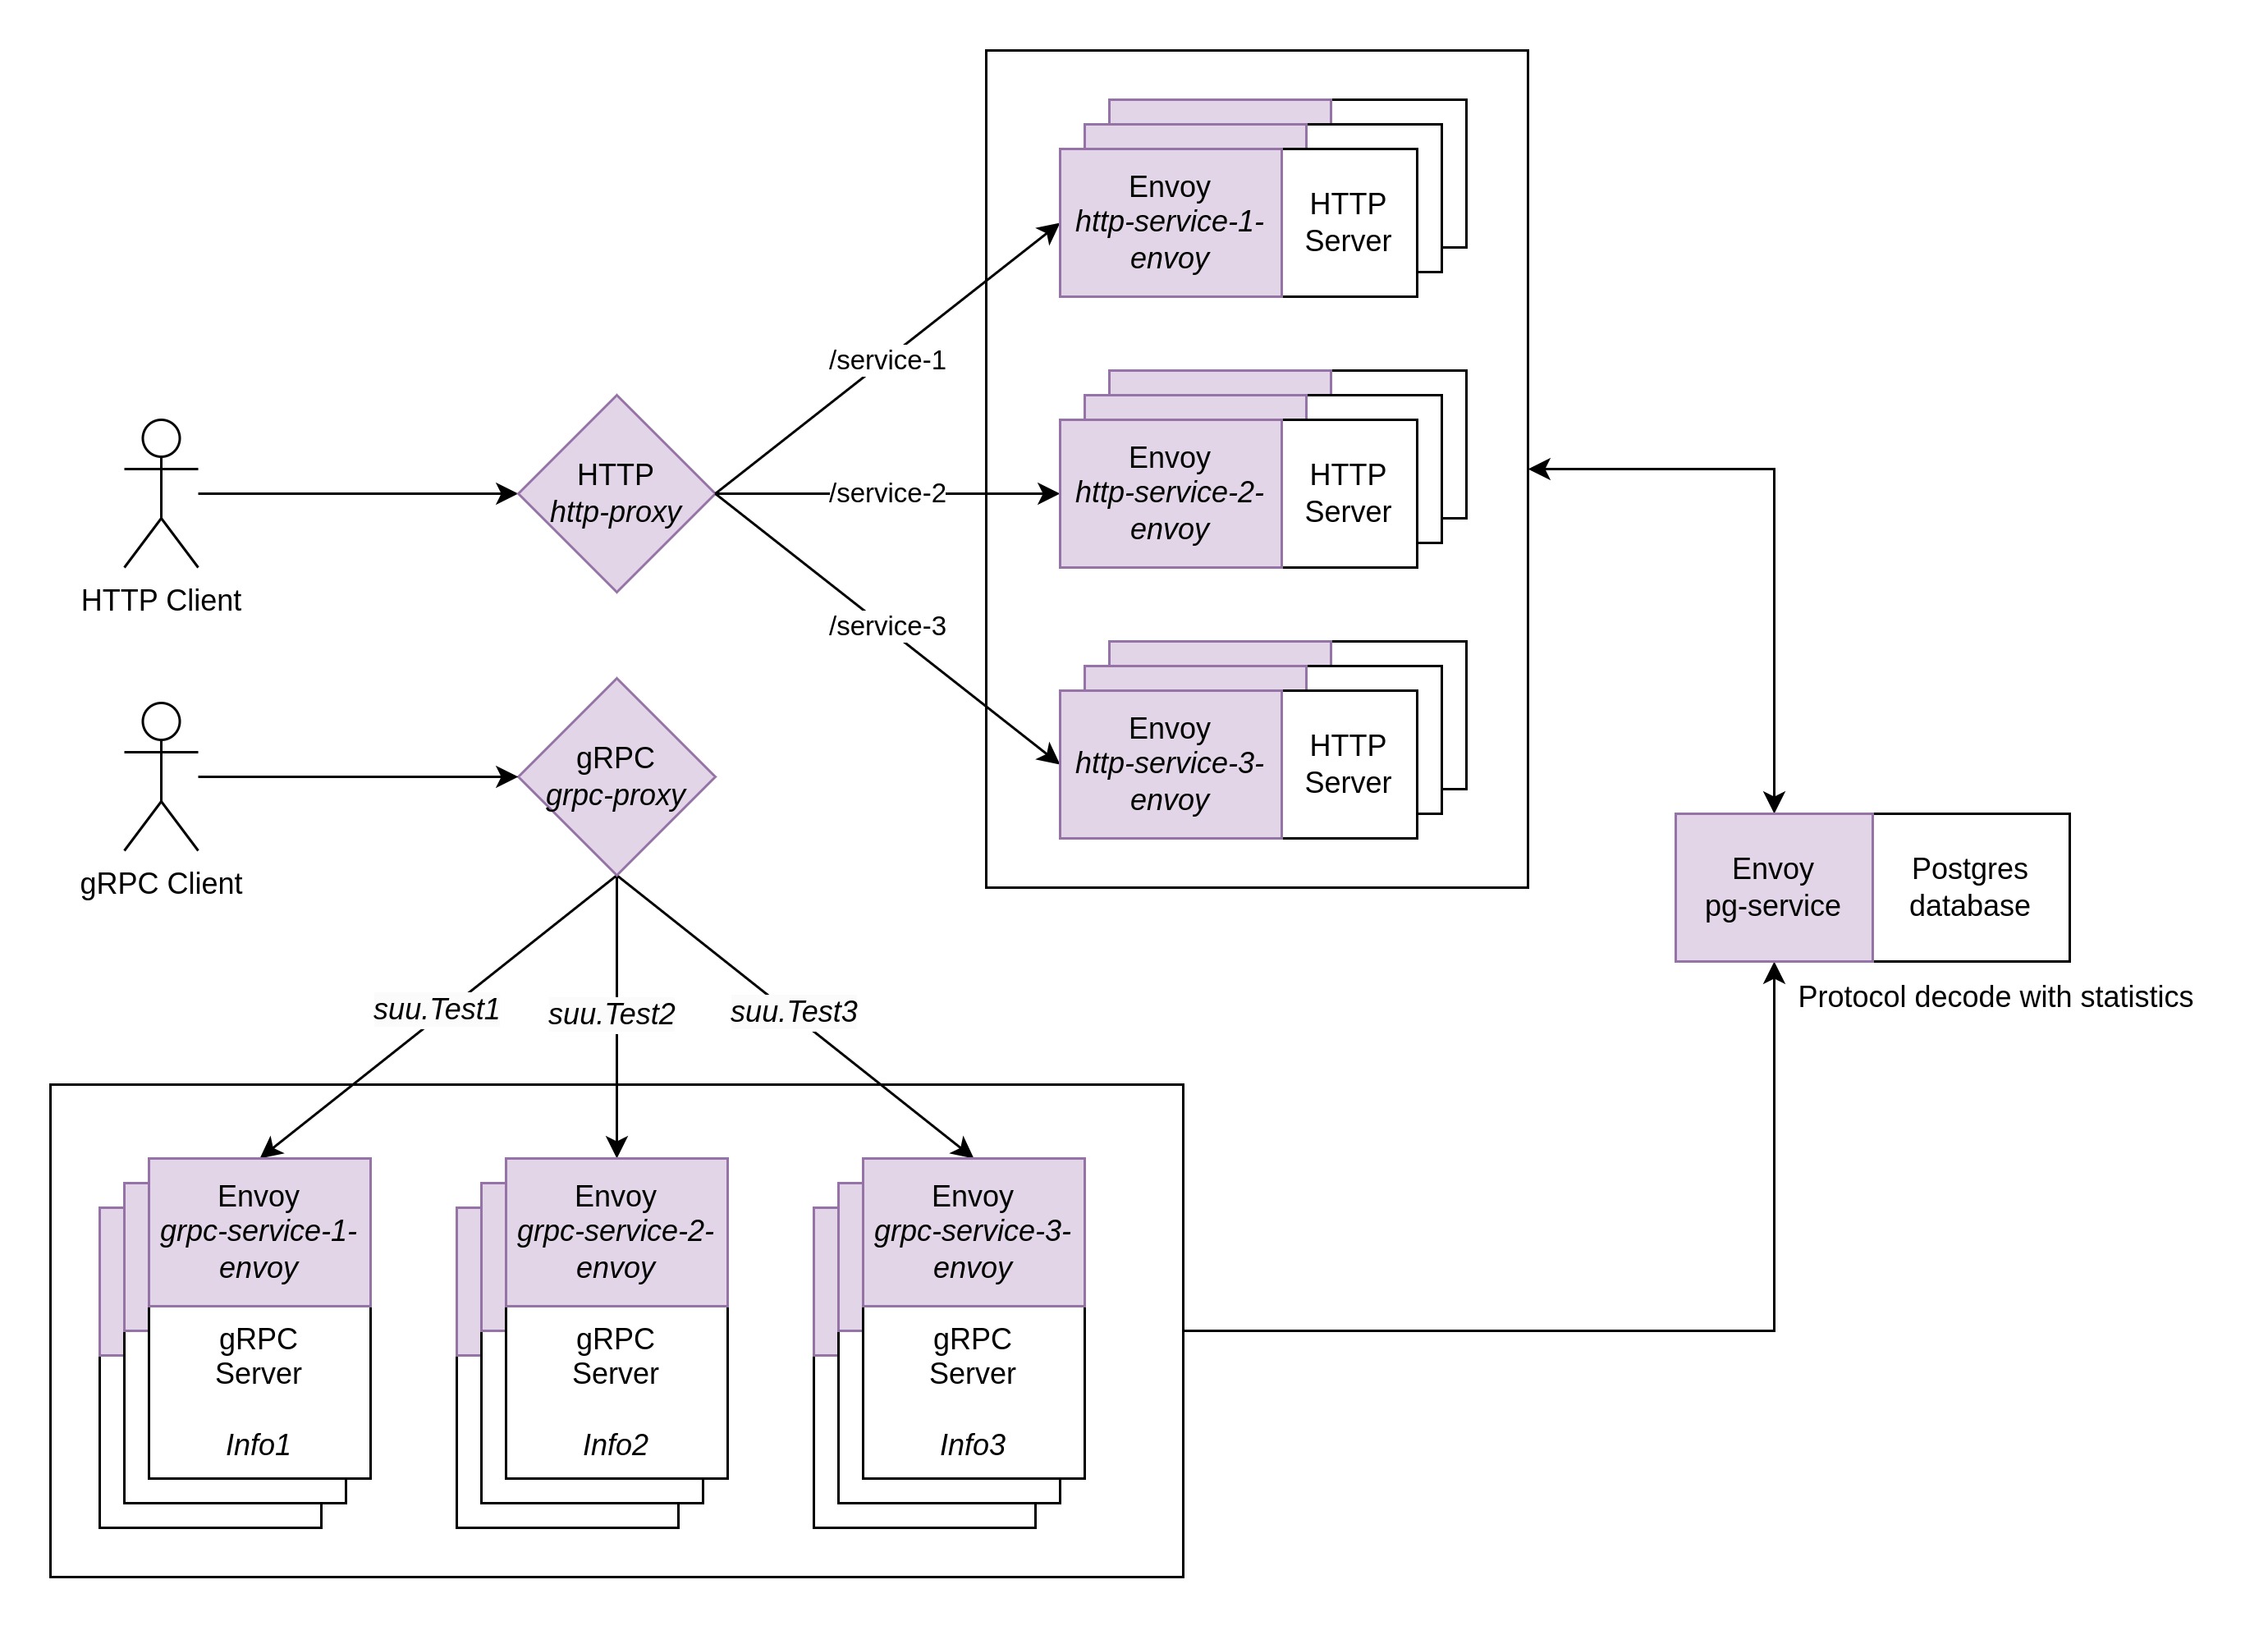 Envoy
http-service-1-
envoy
HTTP
Server
/service-1
HTTP
http-proxy
/service-2
Envoy
http-service-2-
envoy
HTTP
Server
HTTP Client
/service-3
Envoy
http-service-3-
envoy
HTTP
Server
gRPC
grpc-proxy
gRPC Client
Envoy
pg-service
Postgres
database
Protocol decode with statistics
suu.Test1
suu.Test2
suu.Test3
Envoy
grpc-service-1-
envoy
gRPC
Server
Info1
Envoy
grpc-service-2-
envoy
gRPC
Server
Info2
Envoy
grpc-service-3-
envoy
gRPC
Server
Info3